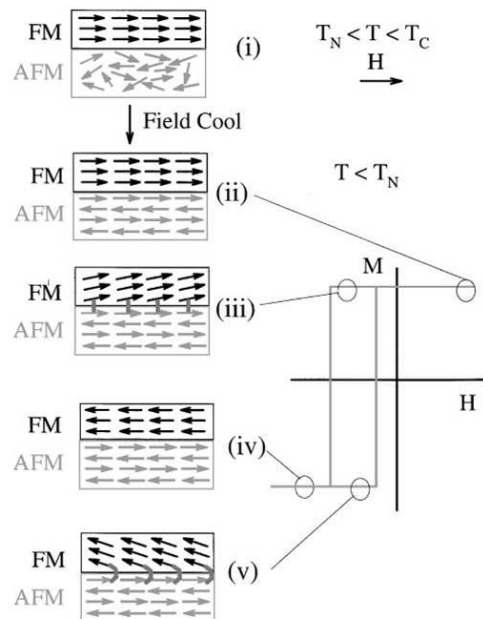 FM
AFM
(i)
T_N < T < T_C
H
Field Cool
FM
AFM
(ii)
T < T_N
FM
AFM
(iii)
M
H
FM
AFM
(iv)
FM
AFM
(v)